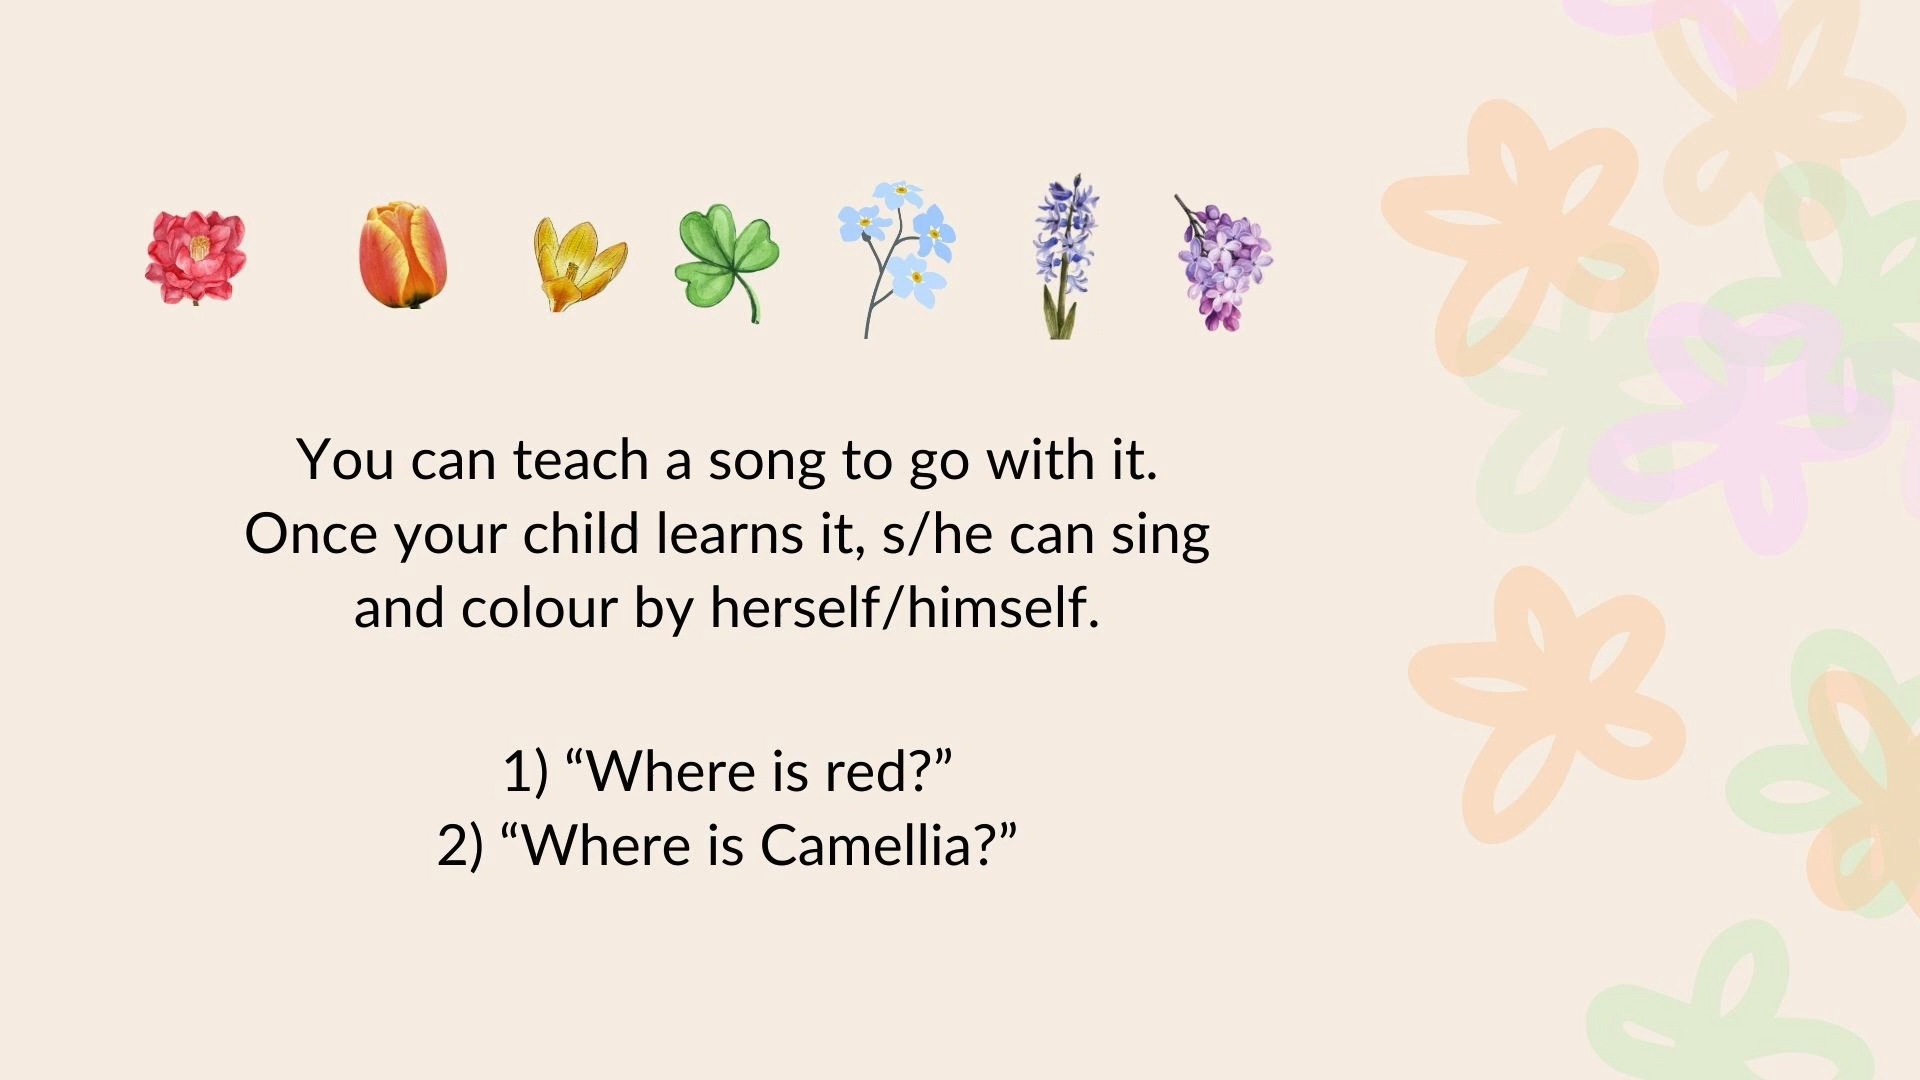 You can teach a song to go with it.
Once your child learns it, s/he can sing
and colour by herself/himself.
1) “Where is red?”
2) “Where is Camellia?”